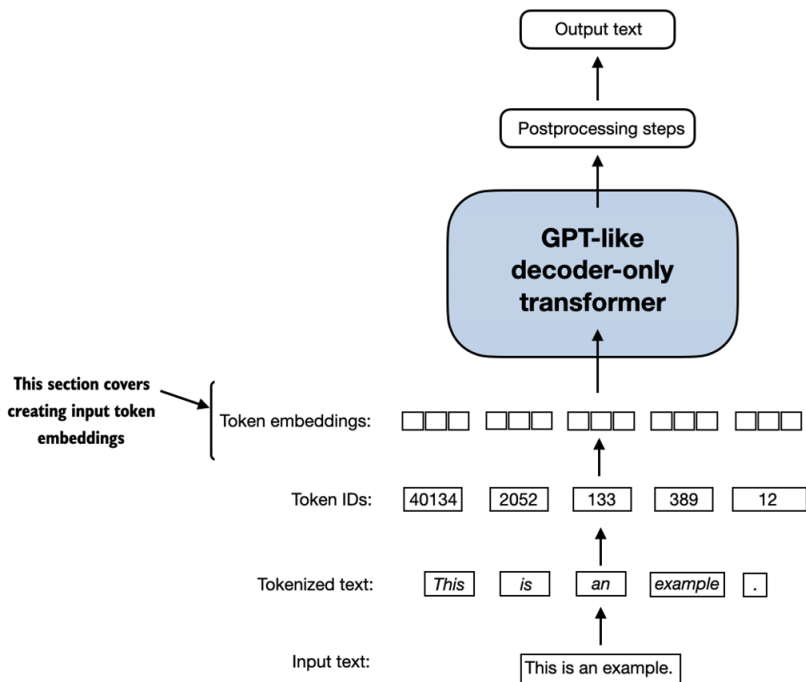 Output text
Postprocessing steps
GPT-like
decoder-only
transformer
This section covers
creating input token
embeddings
Token embeddings:
Token IDs: 40134 2052 133 389 12
Tokenized text: This is an example .
Input text: This is an example.